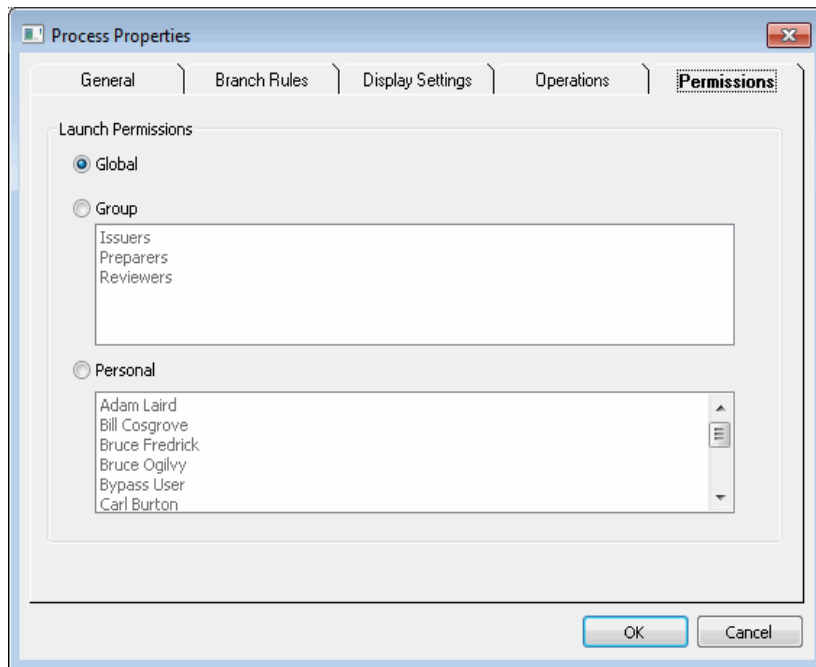 Process Properties
General Branch Rules Display Settings Operations Permissions
Launch Permissions
Global
Group
Issuers
Preparers
Reviewers
Personal
Adam Laird
Bill Cosgrove
Bruce Fredrick
Bruce Ogilvy
Bypass User
Carl Burton
OK Cancel